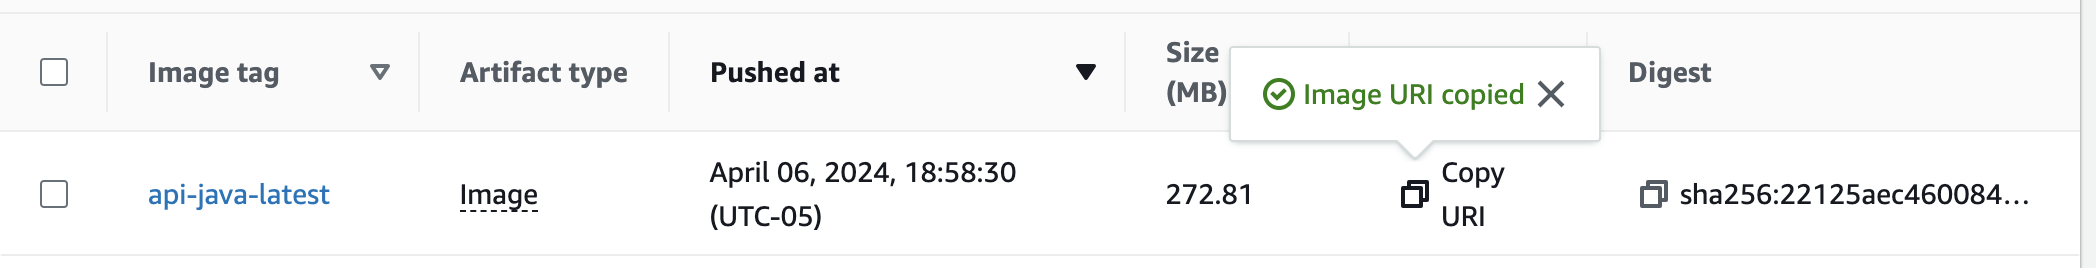 Image tag
Artifact type
Pushed at
Size
(MB)
Image URI copied
Digest
api-java-latest
Image
April 06, 2024, 18:58:30
(UTC-05)
272.81
Copy
URI
sha256:22125aec460084...